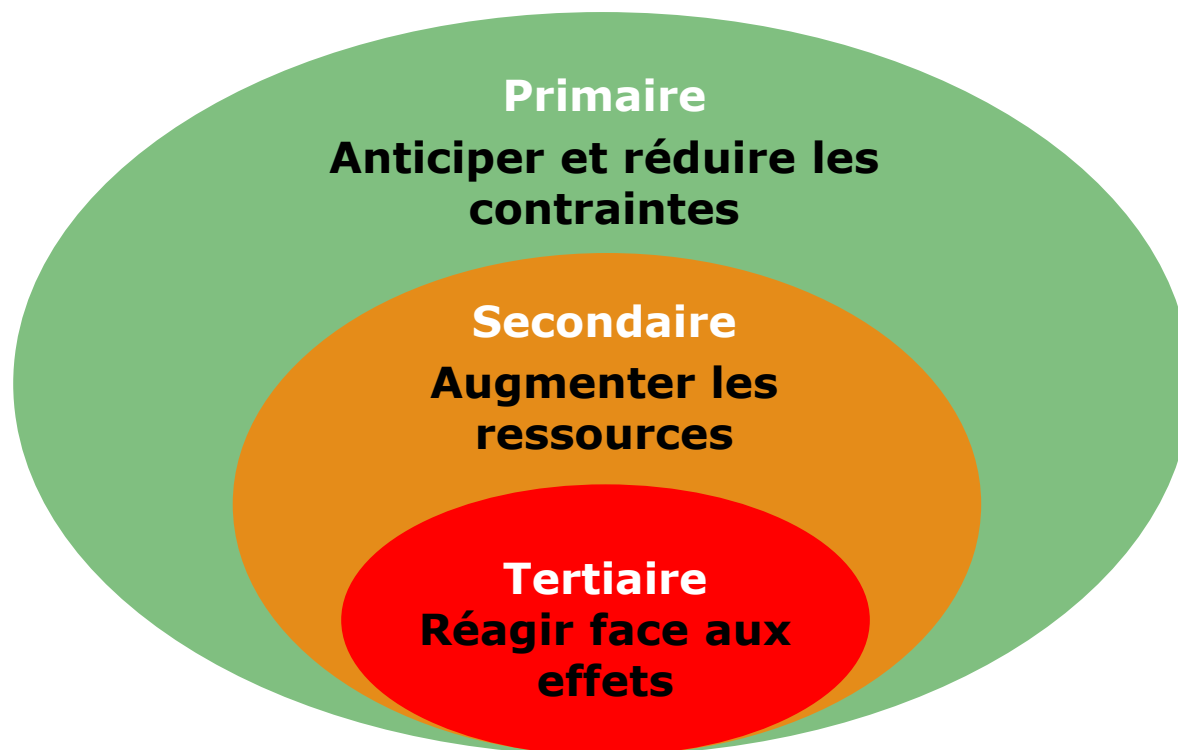 Primaire
Anticiper et réduire les
contraintes
Secondaire
Augmenter les
ressources
Tertiaire
Réagir face aux
effets